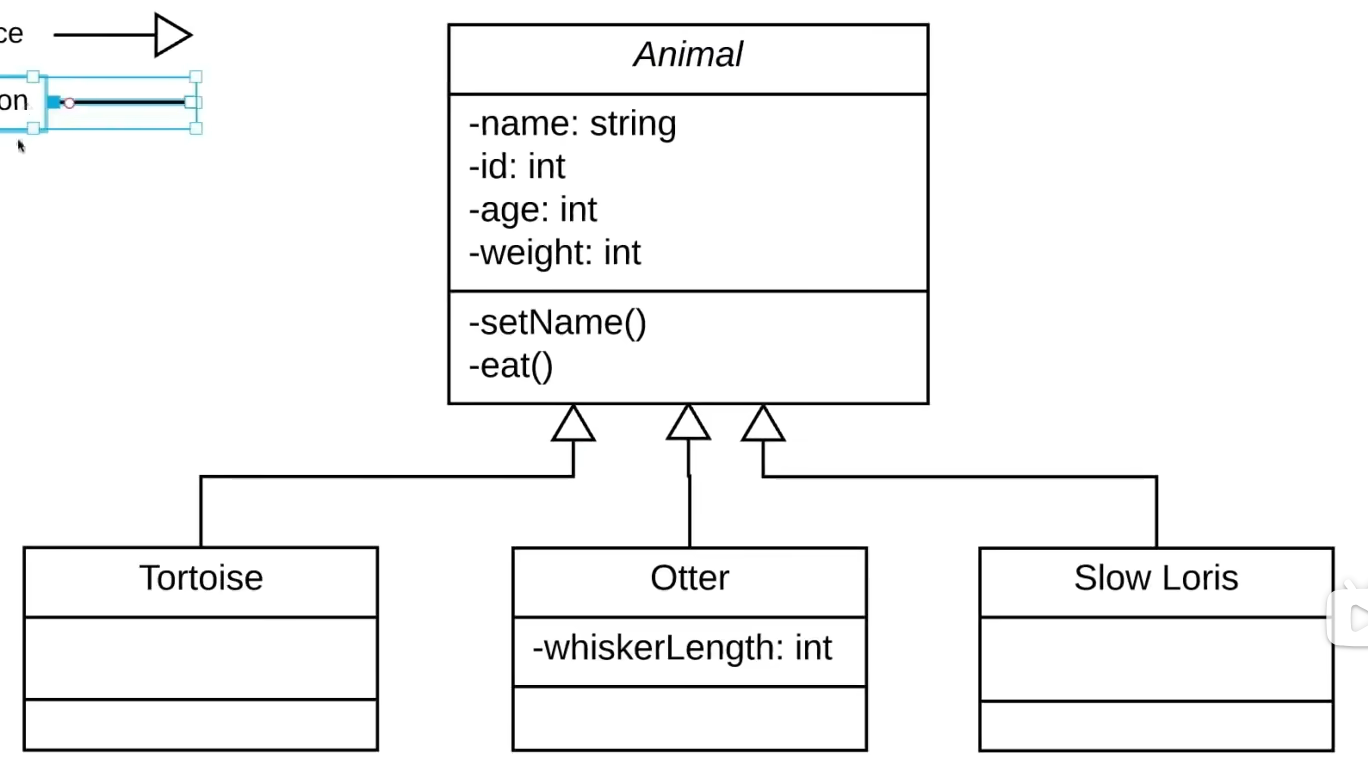 ce
on
Animal
-name: string
-id: int
-age: int
-weight: int
-setName()
-eat()
Tortoise
Otter
-whiskerLength: int
Slow Loris